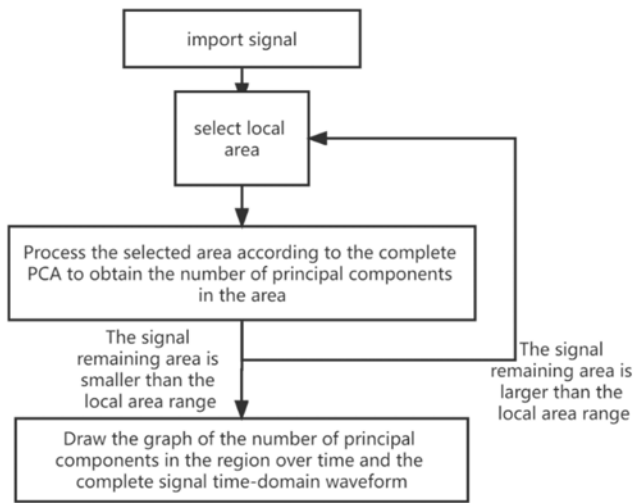 import signal
select local
area
Process the selected area according to the complete
PCA to obtain the number of principal components
in the area
The signal
remaining area is
smaller than the
local area range
The signal
remaining area is
larger than the
local area range
Draw the graph of the number of principal
components in the region over time and the
complete signal time-domain waveform